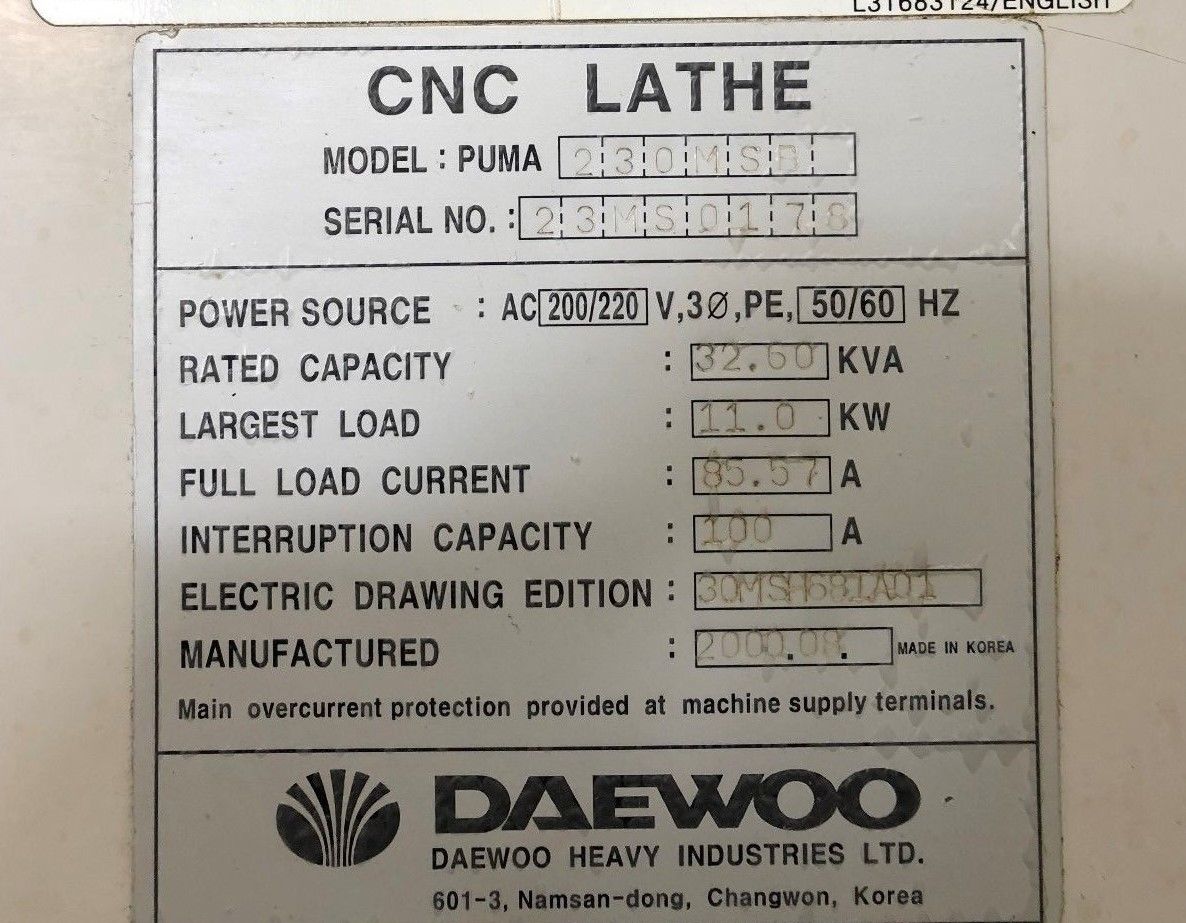 L31683124/ENGLISH
CNC LATHE
MODEL : PUMA 230MSB
SERIAL NO. : 23MS0178
POWER SOURCE : AC 200/220 V,3Ø,PE, 50/60 HZ
RATED CAPACITY : 32.60 KVA
LARGEST LOAD : 11.0 KW
FULL LOAD CURRENT : 85.57 A
INTERRUPTION CAPACITY : 100 A
ELECTRIC DRAWING EDITION : 30MSH681A01
MANUFACTURED : 2000.08. MADE IN KOREA
Main overcurrent protection provided at machine supply terminals.
DAEWOO
DAEWOO HEAVY INDUSTRIES LTD.
601-3, Namsan-dong, Changwon, Korea